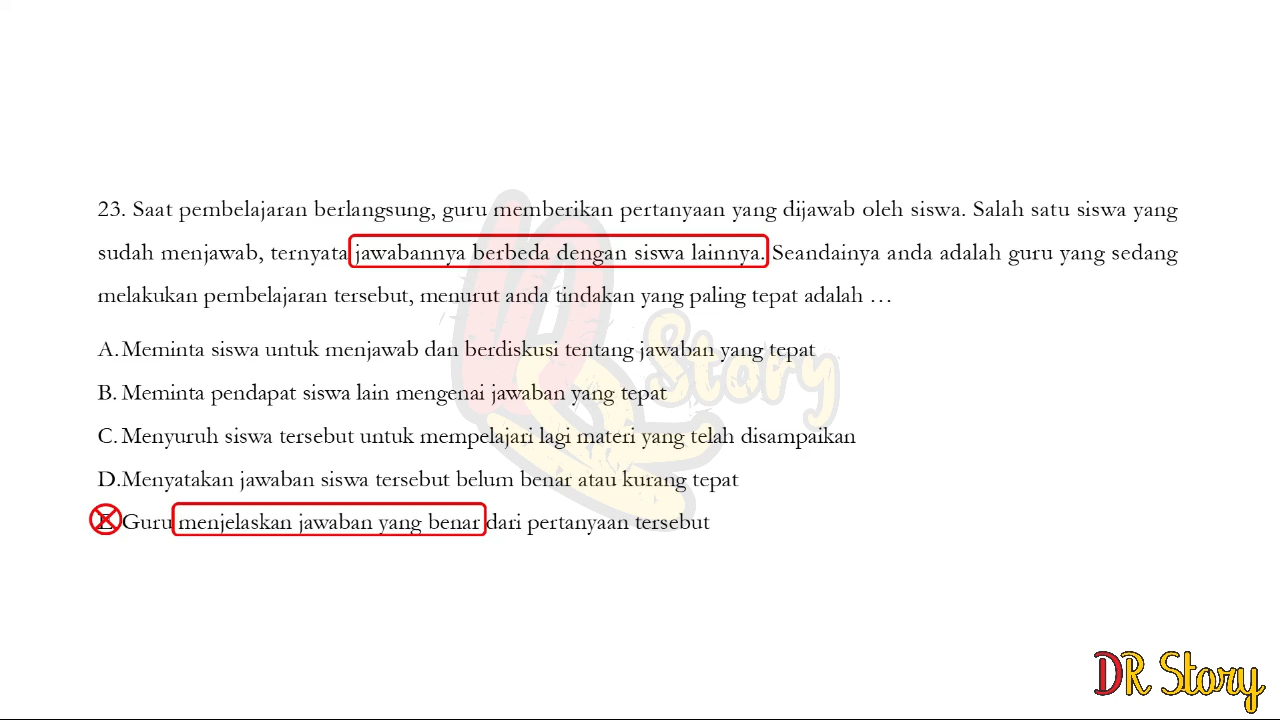 23. Saat pembelajaran berlangsung, guru memberikan pertanyaan yang dijawab oleh siswa. Salah satu siswa yang
sudah menjawab, ternyata jawabannya berbeda dengan siswa lainnya. Seandainya anda adalah guru yang sedang
melakukan pembelajaran tersebut, menurut anda tindakan yang paling tepat adalah …
A. Meminta siswa untuk menjawab dan berdiskusi tentang jawaban yang tepat
B. Meminta pendapat siswa lain mengenai jawaban yang tepat
C. Menyuruh siswa tersebut untuk mempelajari lagi materi yang telah disampaikan
D. Menyatakan jawaban siswa tersebut belum benar atau kurang tepat
E. Guru menjelaskan jawaban yang benar dari pertanyaan tersebut
Story
DR Story